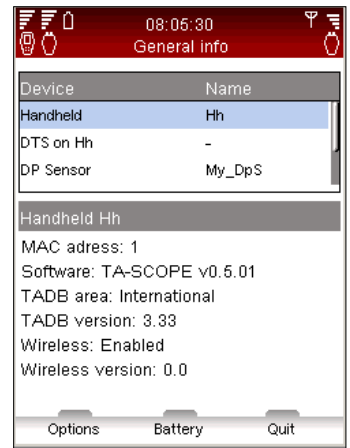 08:05:30
General info
Device Name
Handheld Hh
DTS on Hh -
DP Sensor My_DpS
Handheld Hh
MAC adress: 1
Software: TA-SCOPE v0.5.01
TADB area: International
TADB version: 3.33
Wireless: Enabled
Wireless version: 0.0
Options Battery Quit